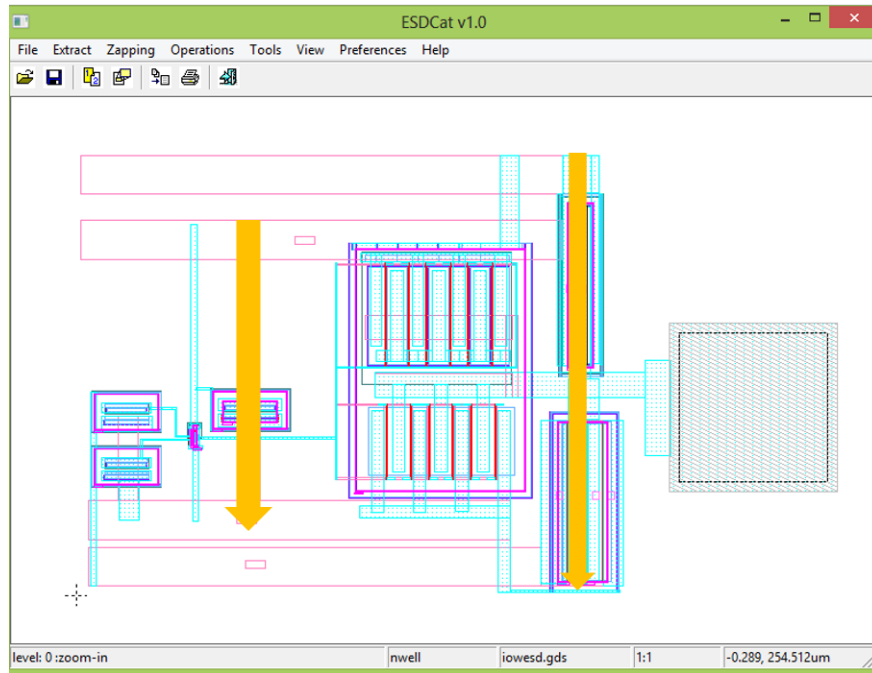 ESDCat v1.0
File Extract Zapping Operations Tools View Preferences Help
level: 0 :zoom-in nwell iowesd.gds 1:1 -0.289, 254.512um